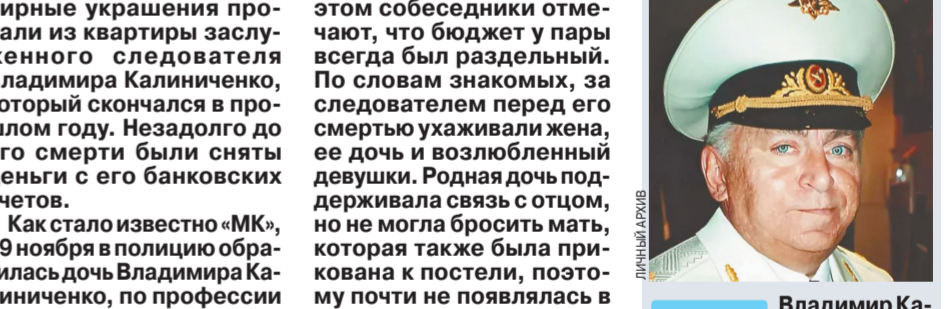 ирные украшения про-
али из квартиры заслу-
женного следователя
владимира Калиниченко,
оторый скончался в про-
лом году. Незадолго до
го смерти были сняты
еньги с его банковских
четов.
Как стало известно «МК»,
9 ноября в полицию обра-
илась дочь Владимира Ка-
иниченко, по профессии
этом собеседники отме-
чают, что бюджет у пары
всегда был раздельный.
По словам знакомых, за
следователем перед его
смертью ухаживали жена,
ее дочь и возлюбленный
девушки. Родная дочь под-
держивала связь с отцом,
но не могла бросить мать,
которая также была при-
кована к постели, поэто-
му почти не появлялась в
ЛИЧНЫЙ АРХИВ
Владимир Ка-